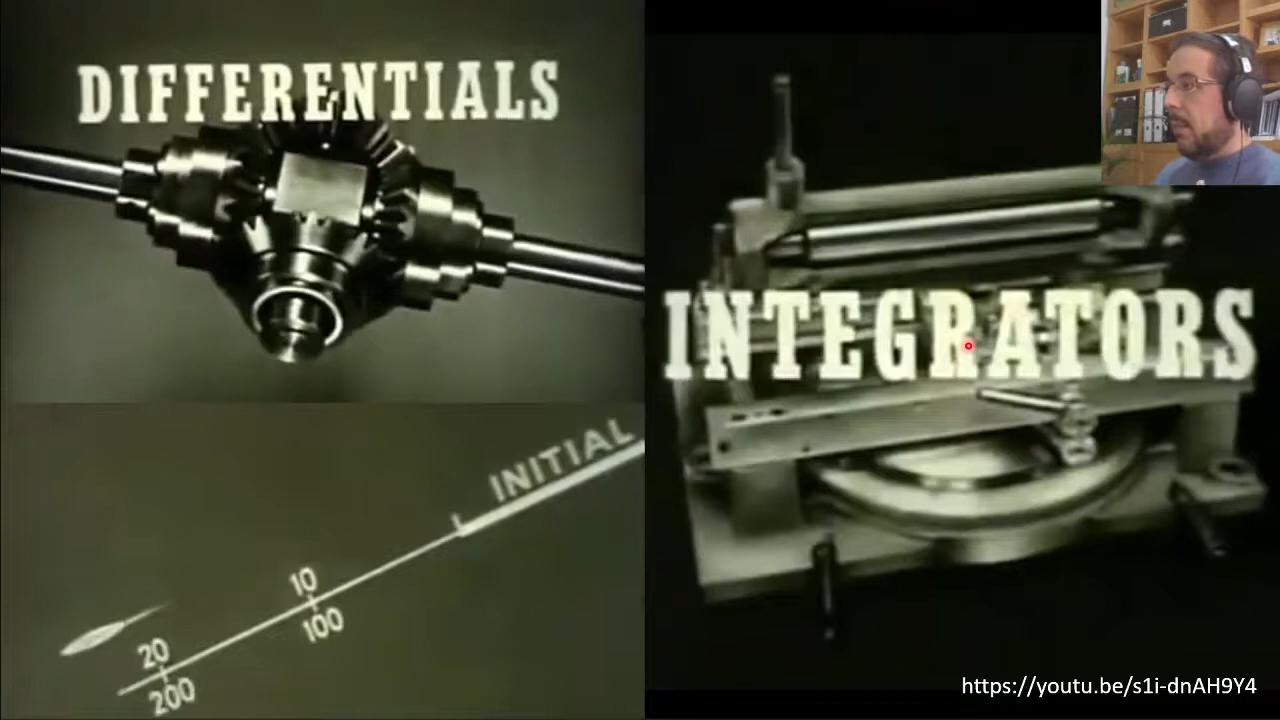 DIFFERENTIALS
INTEGRATORS
INITIAL
10
100
20
200
https://youtu.be/s1i-dnAH9Y4